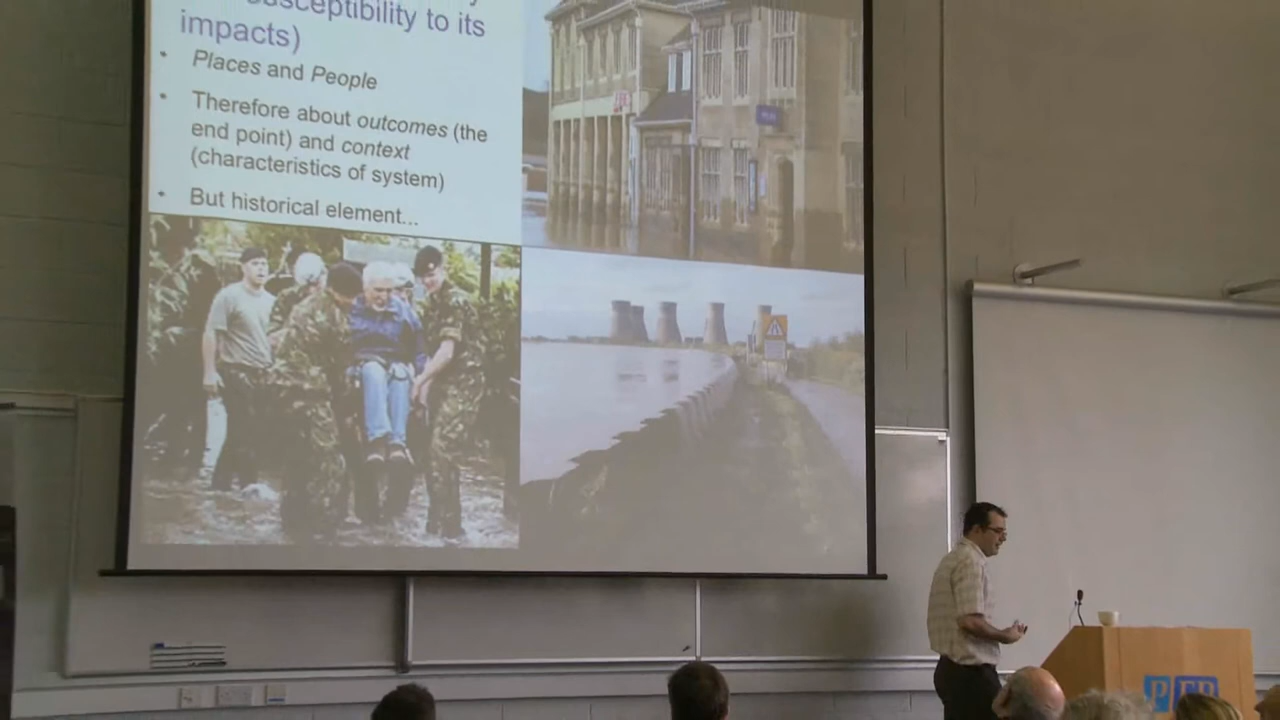 susceptibility to its
impacts)
• Places and People
• Therefore about outcomes (the
end point) and context
(characteristics of system)
• But historical element...